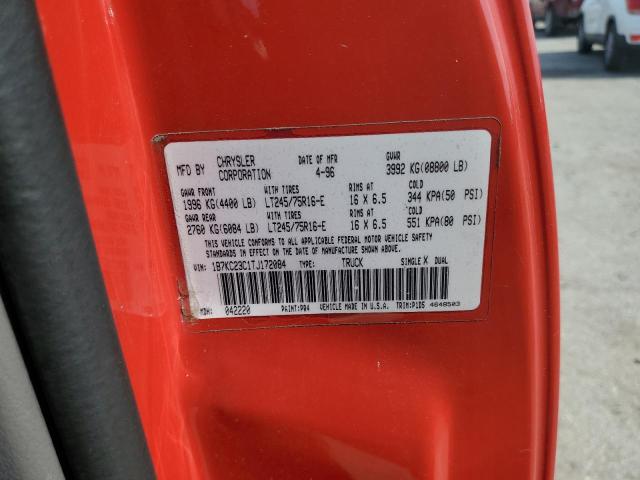 MFD BY CHRYSLER CORPORATION DATE OF MFR 4-96 GVWR 3992 KG(08800 LB)
GAWR FRONT WITH TIRES RIMS AT COLD
1996 KG(4400 LB) LT245/75R16-E 16 X 6.5 344 KPA(50 PSI)
GAWR REAR WITH TIRES RIMS AT COLD
2760 KG(6084 LB) LT245/75R16-E 16 X 6.5 551 KPA(80 PSI)
THIS VEHICLE CONFORMS TO ALL APPLICABLE FEDERAL MOTOR VEHICLE SAFETY
STANDARDS IN EFFECT ON THE DATE OF MANUFACTURE SHOWN ABOVE.
VIN: 1B7KC23C1TJ172084 TYPE: TRUCK SINGLE X DUAL
MDH: 042220 PAINT:PR4 VEHICLE MADE IN U.S.A. TRIM:P1D5 4648503